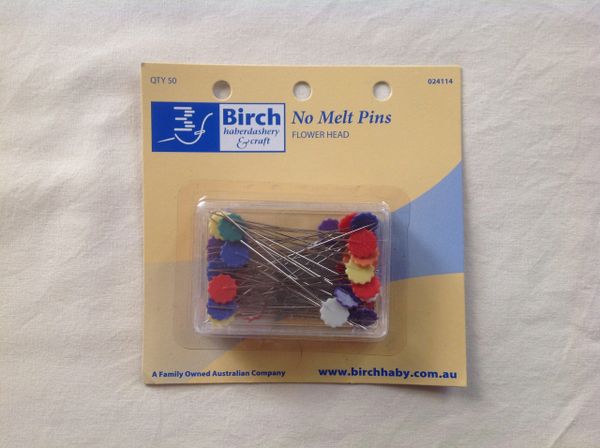 QTY 50
024114
Birch
haberdashery
& craft
No Melt Pins
FLOWER HEAD
A Family Owned Australian Company
www.birchhaby.com.au